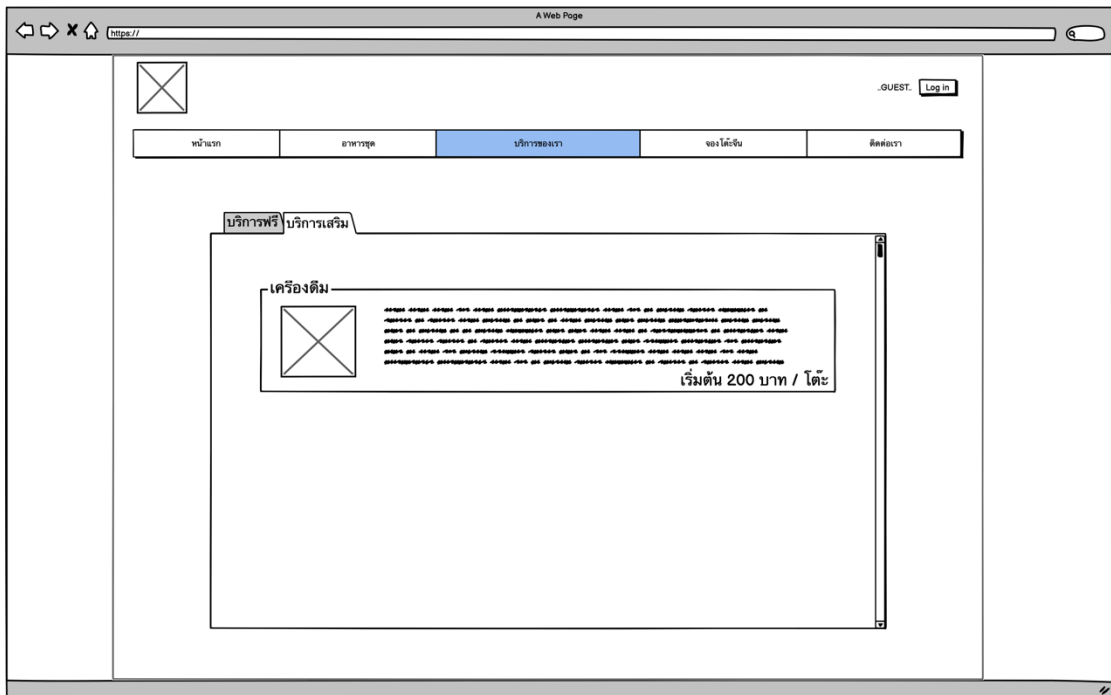 A Web Page
https://
..GUEST.. Log in
หน้าแรก อาหารชุด บริการของเรา จองโต๊ะจีน ติดต่อเรา
บริการฟรี บริการเสริม
เครื่องดื่ม
เริ่มต้น 200 บาท / โต๊ะ